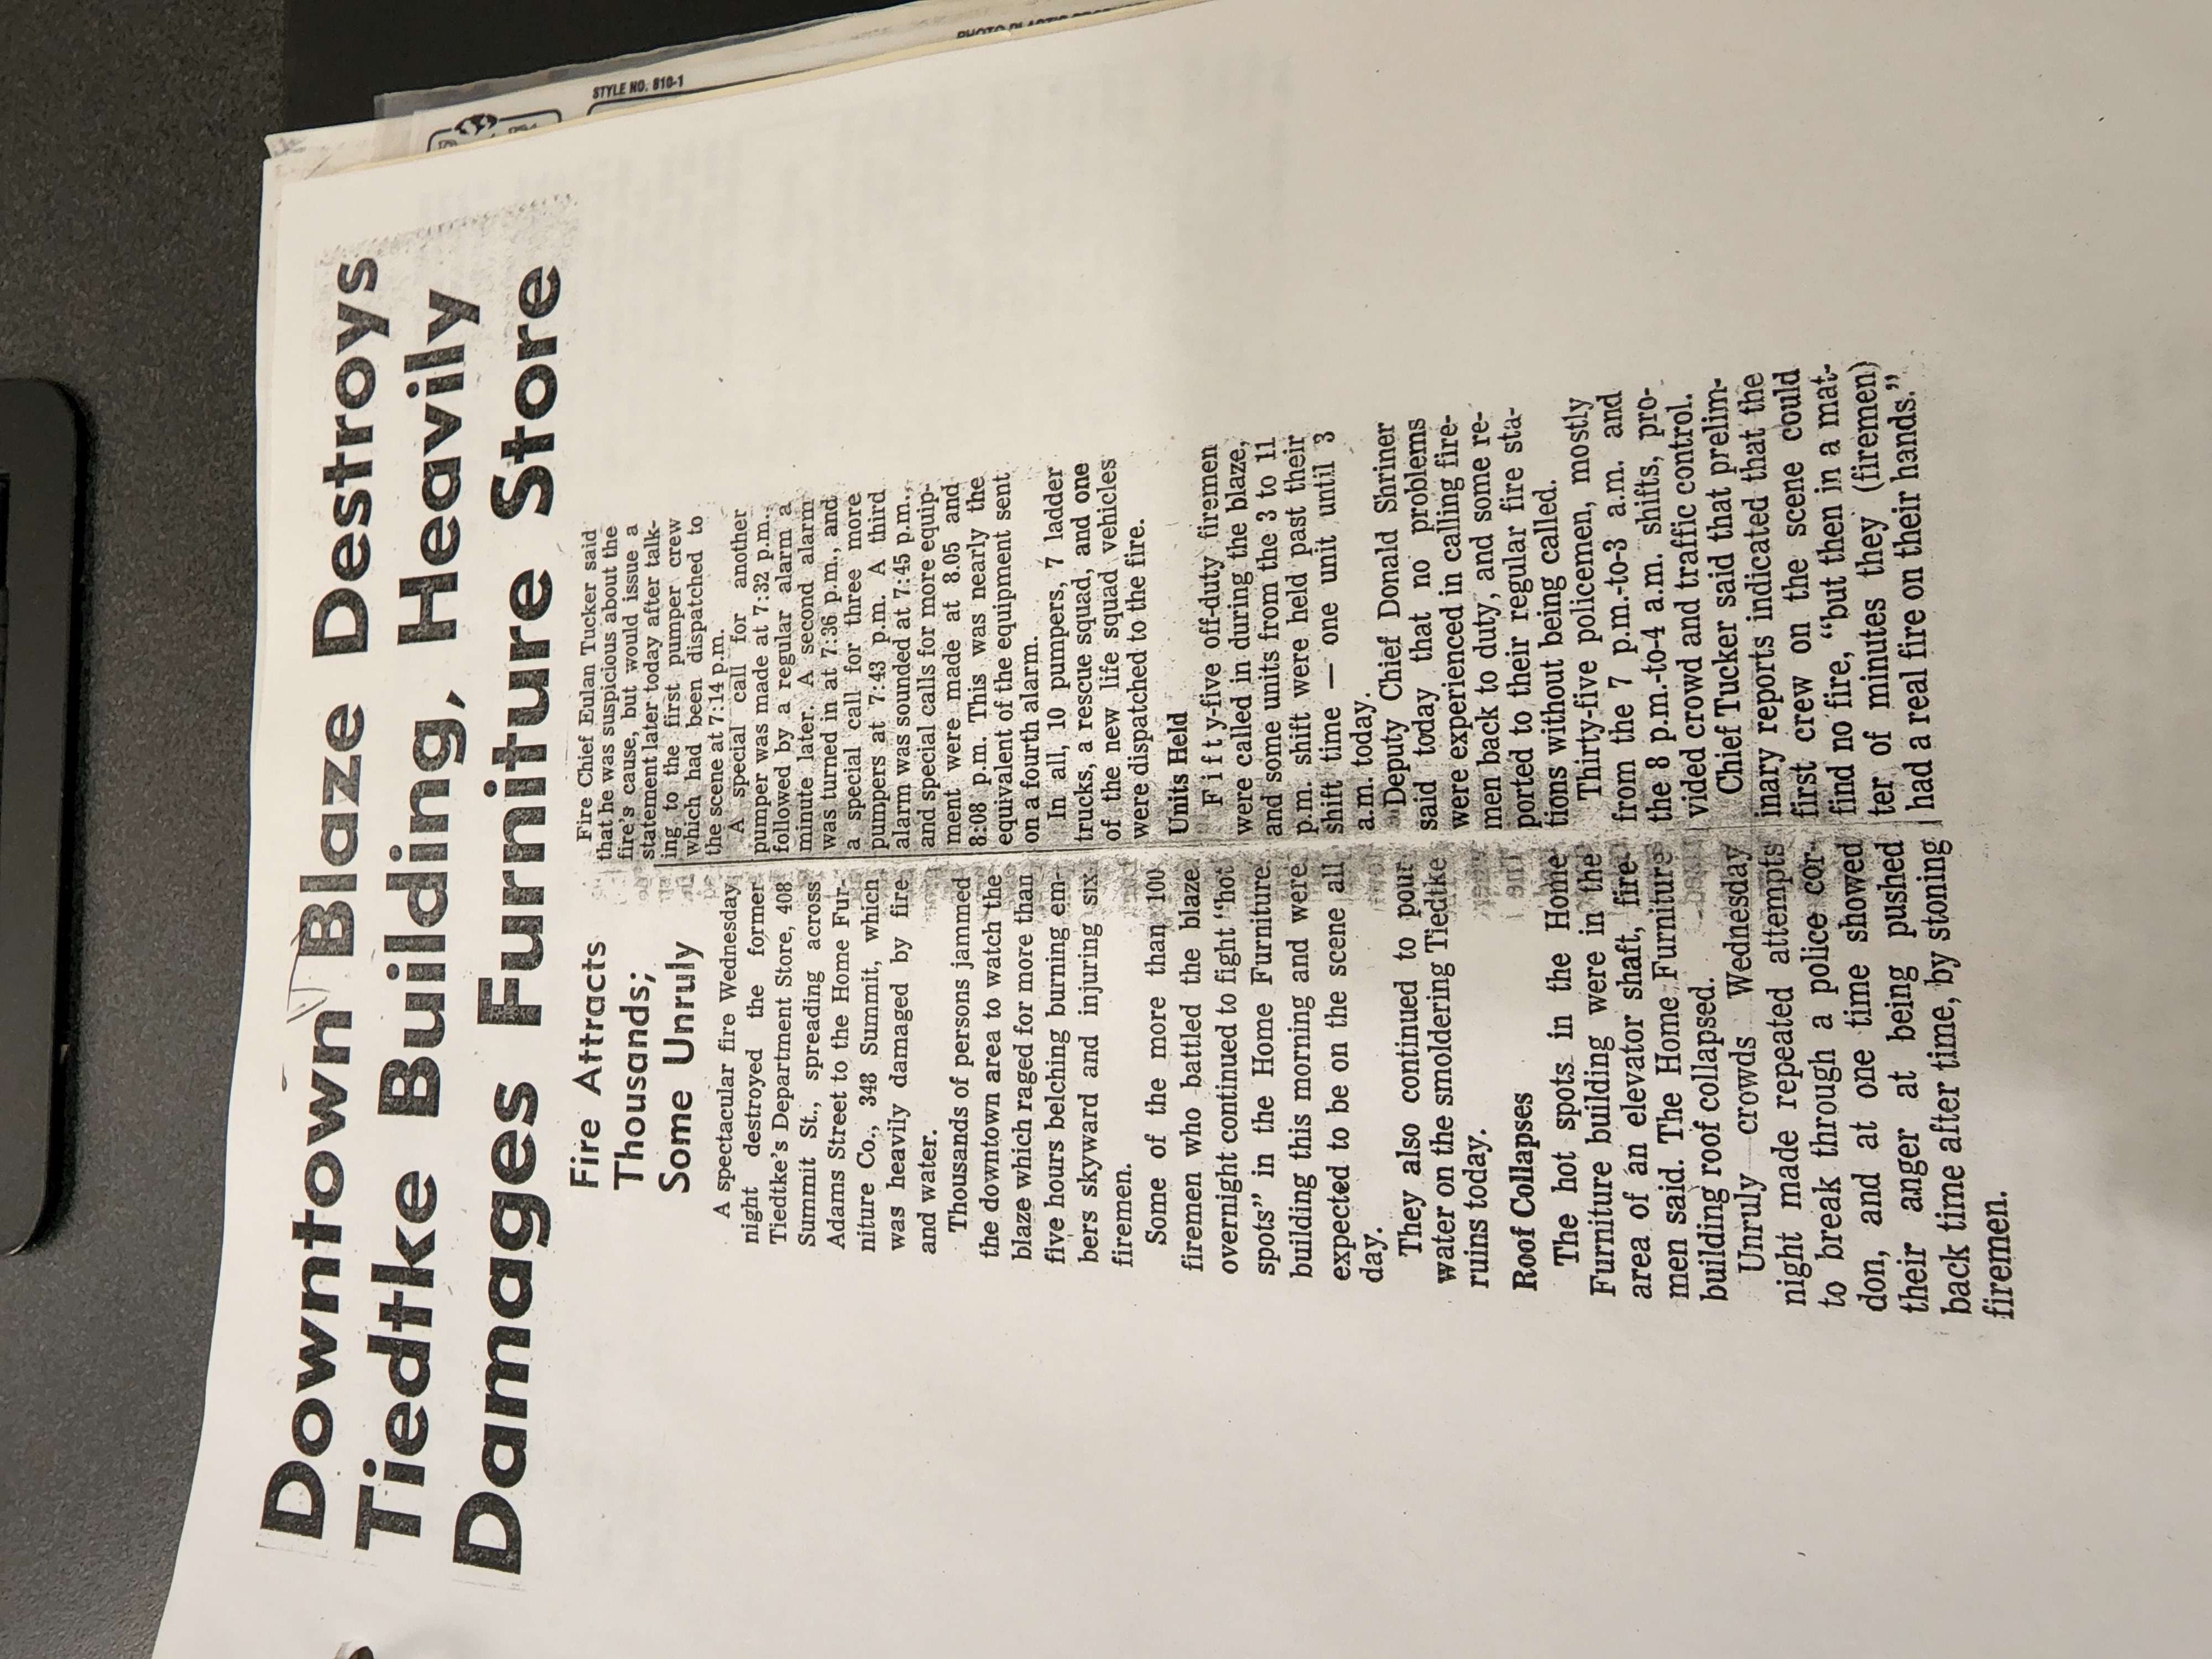 STYLE NO. 810-1
Downtown Blaze Destroys
Tiedtke Building, Heavily
Damages Furniture Store
Fire Attracts
Thousands;
Some Unruly
A spectacular fire Wednesday
night destroyed the former
Tiedtke's Department Store, 408
Summit St., spreading across
Adams Street to the Home Fur-
niture Co., 348 Summit, which
was heavily damaged by fire
and water.
Thousands of persons jammed
the downtown area to watch the
blaze which raged for more than
five hours belching burning em-
bers skyward and injuring six
firemen.
Some of the more than 100
firemen who battled the blaze
overnight continued to fight "hot
spots" in the Home Furniture
building this morning and were
expected to be on the scene all
day.
They also continued to pour
water on the smoldering Tiedtke
ruins today.
Roof Collapses
The hot spots in the Home
Furniture building were in the
area of an elevator shaft, fire-
men said. The Home Furniture
building roof collapsed.
Unruly crowds Wednesday
night made repeated attempts
to break through a police cor-
don, and at one time showed
their anger at being pushed
back time after time, by stoning
firemen.
Fire Chief Eulan Tucker said
that he was suspicious about the
fire's cause, but would issue a
statement later today after talk-
ing to the first pumper crew
which had been dispatched to
the scene at 7:14 p.m.
A special call for another
pumper was made at 7:32 p.m.,
followed by a regular alarm a
minute later. A second alarm
was turned in at 7:36 p.m., and
a special call for three more
pumpers at 7:43 p.m. A third
alarm was sounded at 7:45 p.m.,
and special calls for more equip-
ment were made at 8.05 and
8:08 p.m. This was nearly the
equivalent of the equipment sent
on a fourth alarm.
In all, 10 pumpers, 7 ladder
trucks, a rescue squad, and one
of the new life squad vehicles
were dispatched to the fire.
Units Held
Fifty-five off-duty firemen
were called in during the blaze,
and some units from the 3 to 11
p.m. shift were held past their
shift time — one unit until 3
a.m. today.
Deputy Chief Donald Shriner
said today that no problems
were experienced in calling fire-
men back to duty, and some re-
ported to their regular fire sta-
tions without being called.
Thirty-five policemen, mostly
from the 7 p.m.-to-3 a.m. and
the 8 p.m.-to-4 a.m. shifts, pro-
vided crowd and traffic control.
Chief Tucker said that prelim-
inary reports indicated that the
first crew on the scene could
find no fire, "but then in a mat-
ter of minutes they (firemen)
had a real fire on their hands."